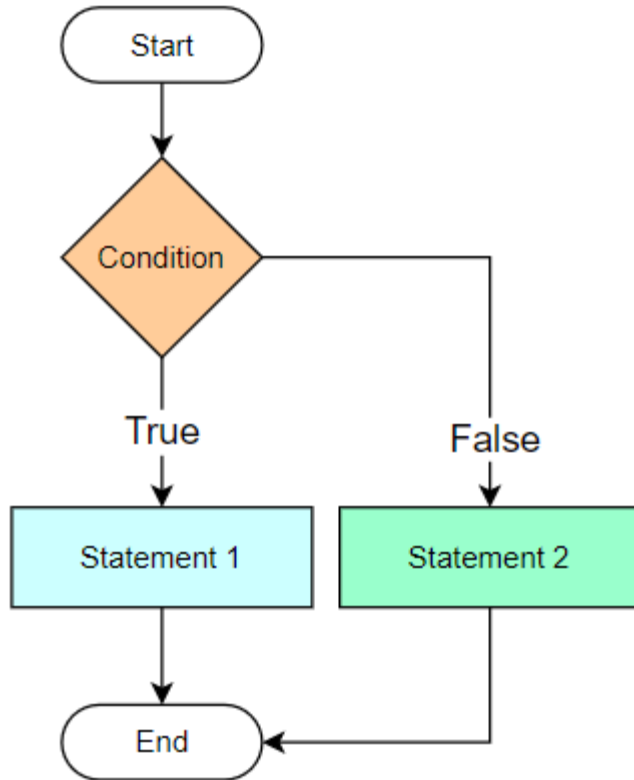 Start
Condition
True
False
Statement 1
Statement 2
End